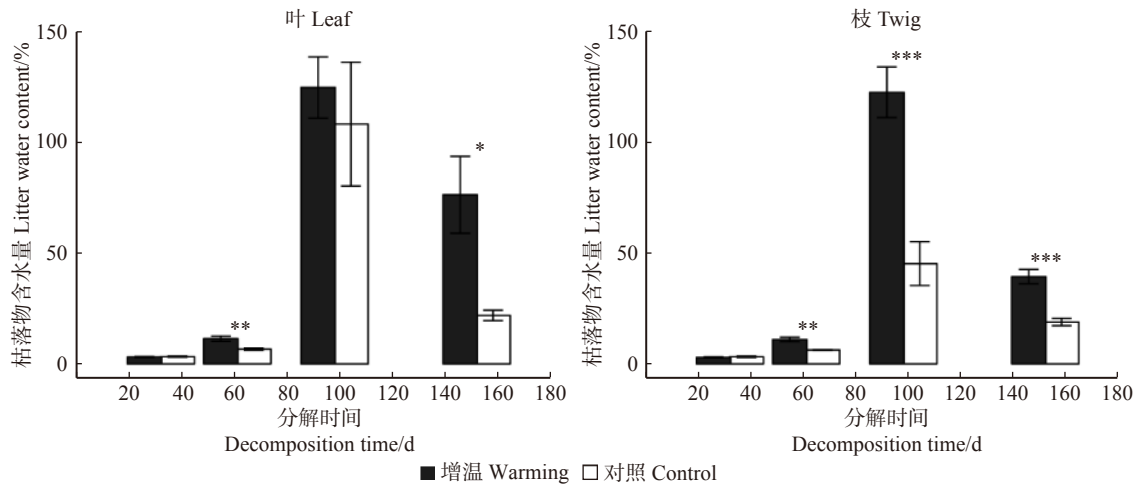 叶 Leaf
枯落物含水量 Litter water content/%
150
100
50
0
*
**
20 40 60 80 100 120 140 160 180
分解时间
Decomposition time/d
枝 Twig
枯落物含水量 Litter water content/%
150
100
50
0
***
***
**
20 40 60 80 100 120 140 160 180
分解时间
Decomposition time/d
增温 Warming 对照 Control